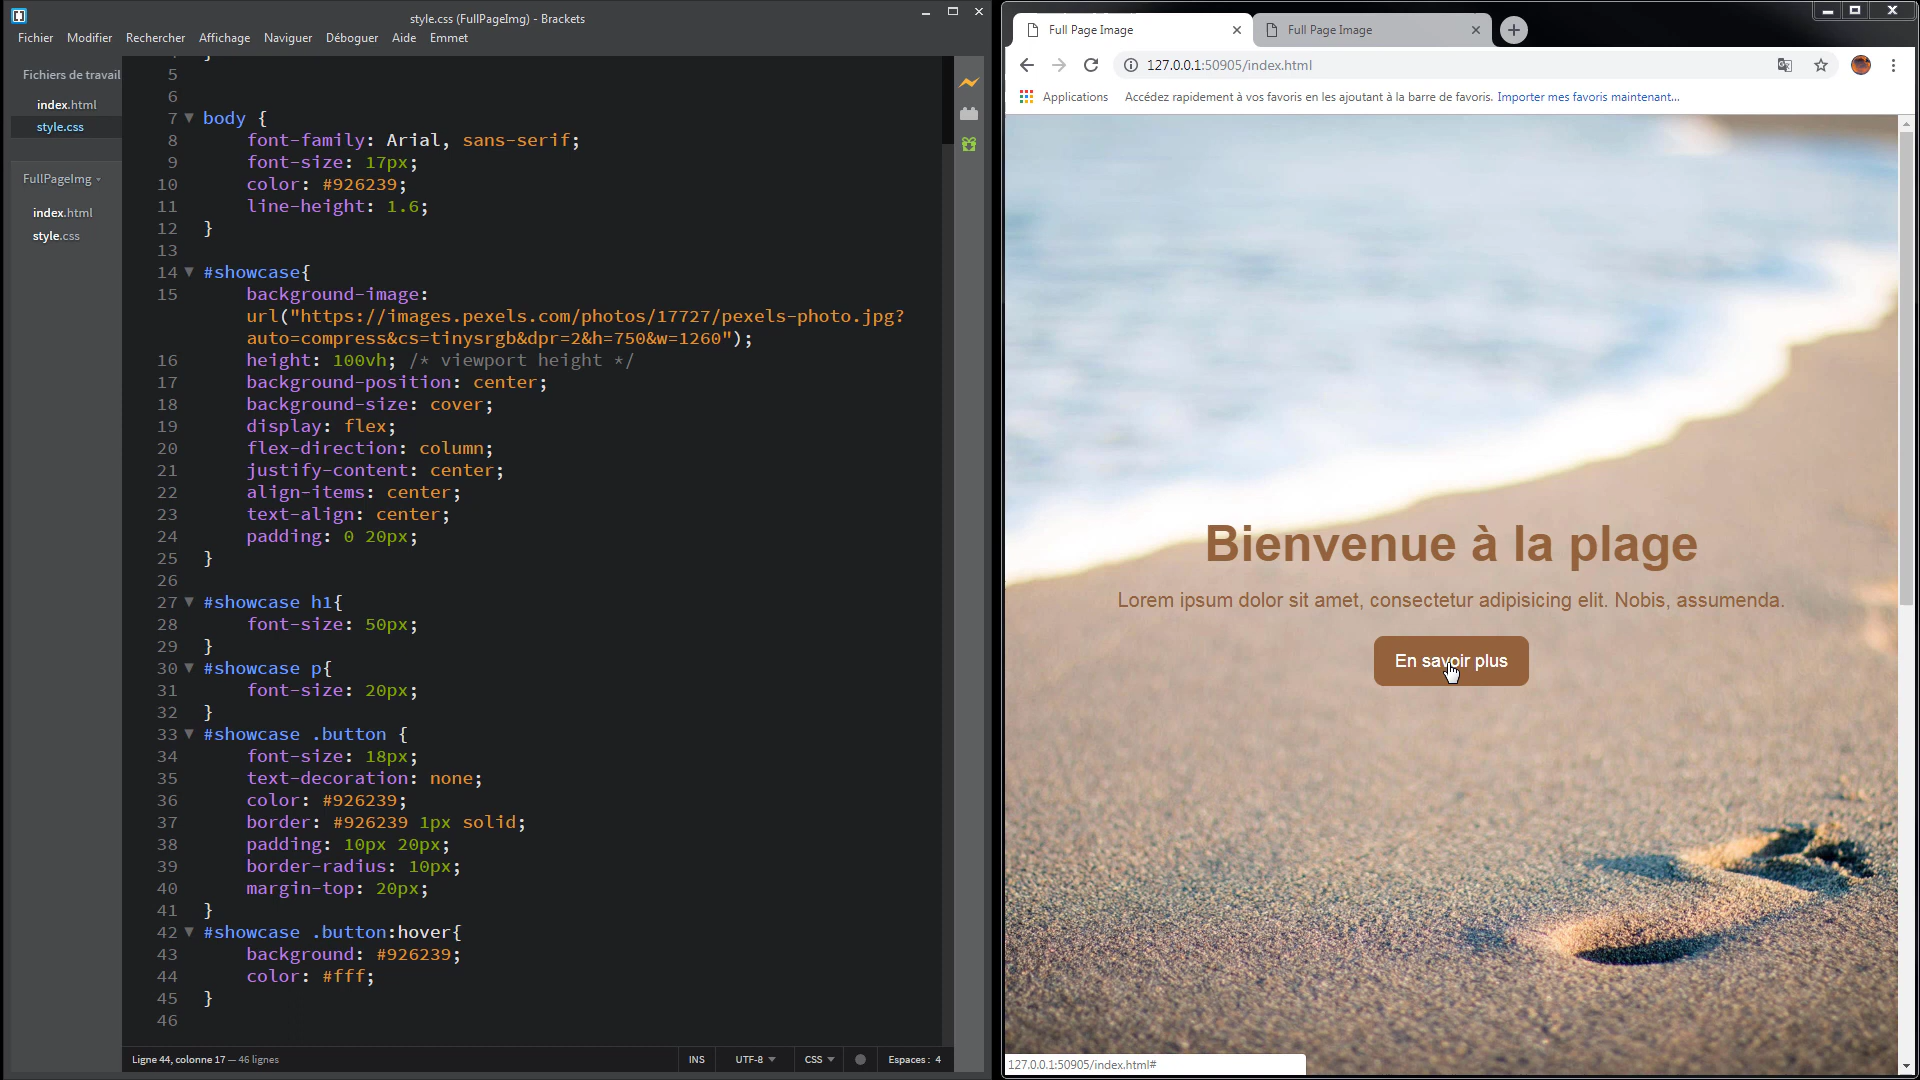 style.css (FullPageImg) - Brackets
Fichier Modifier Rechercher Affichage Naviguer Déboguer Aide Emmet
Fichiers de travail
index.html
style.css
FullPageImg
index.html
style.css
5
6
7 body {
8 font-family: Arial, sans-serif;
9 font-size: 17px;
10 color: #926239;
11 line-height: 1.6;
12 }
13
14 #showcase{
15 background-image:
url("https://images.pexels.com/photos/17727/pexels-photo.jpg?
auto=compress&cs=tinysrgb&dpr=2&h=750&w=1260");
16 height: 100vh; /* viewport height */
17 background-position: center;
18 background-size: cover;
19 display: flex;
20 flex-direction: column;
21 justify-content: center;
22 align-items: center;
23 text-align: center;
24 padding: 0 20px;
25 }
26
27 #showcase h1{
28 font-size: 50px;
29 }
30 #showcase p{
31 font-size: 20px;
32 }
33 #showcase .button {
34 font-size: 18px;
35 text-decoration: none;
36 color: #926239;
37 border: #926239 1px solid;
38 padding: 10px 20px;
39 border-radius: 10px;
40 margin-top: 20px;
41 }
42 #showcase .button:hover{
43 background: #926239;
44 color: #fff;
45 }
46
Ligne 44, colonne 17 — 46 lignes
INS UTF-8 CSS Espaces: 4
Full Page Image
Full Page Image
127.0.0.1:50905/index.html
Applications Accédez rapidement à vos favoris en les ajoutant à la barre de favoris. Importer mes favoris maintenant...
Bienvenue à la plage
Lorem ipsum dolor sit amet, consectetur adipisicing elit. Nobis, assumenda.
En savoir plus
127.0.0.1:50905/index.html#